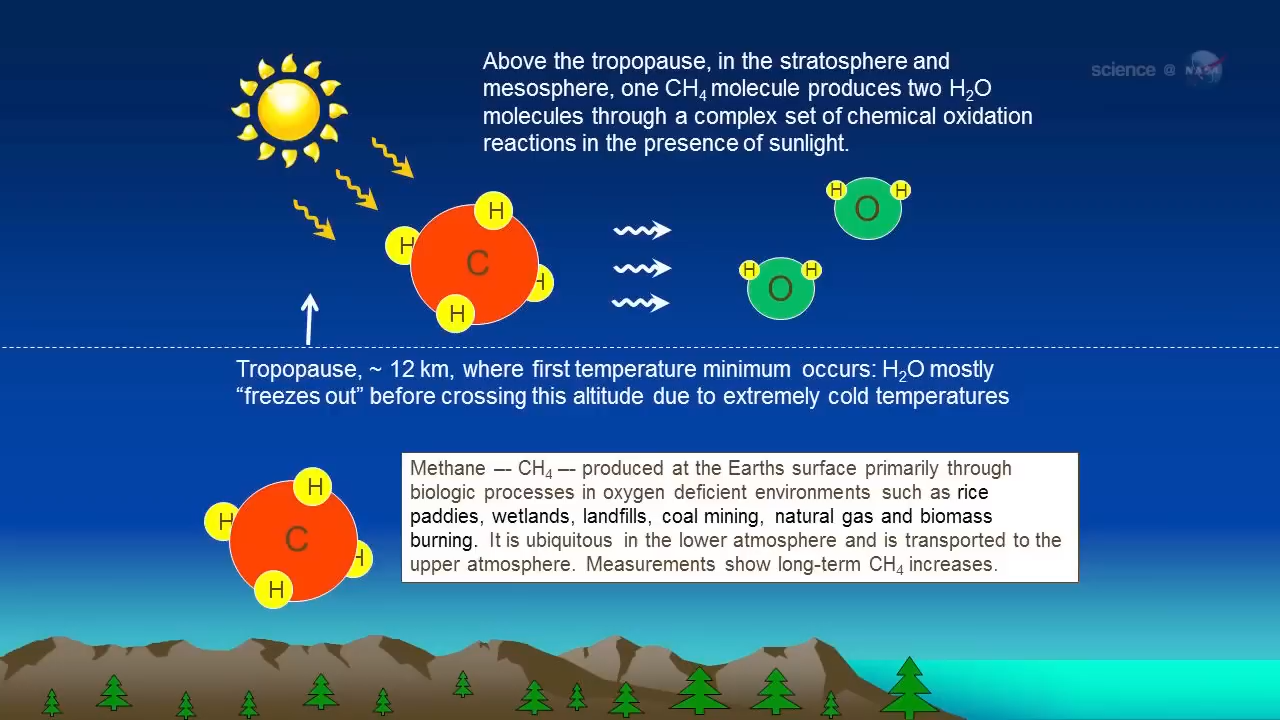 Above the tropopause, in the stratosphere and
mesosphere, one CH₄ molecule produces two H₂O
molecules through a complex set of chemical oxidation
reactions in the presence of sunlight.
science @ NASA
H
H
C
H
H
H
H
O
H
H
O
Tropopause, ~ 12 km, where first temperature minimum occurs: H₂O mostly
“freezes out” before crossing this altitude due to extremely cold temperatures
Methane –- CH₄ –- produced at the Earths surface primarily through
biologic processes in oxygen deficient environments such as rice
paddies, wetlands, landfills, coal mining, natural gas and biomass
burning. It is ubiquitous in the lower atmosphere and is transported to the
upper atmosphere. Measurements show long-term CH₄ increases.
H
H
C
H
H